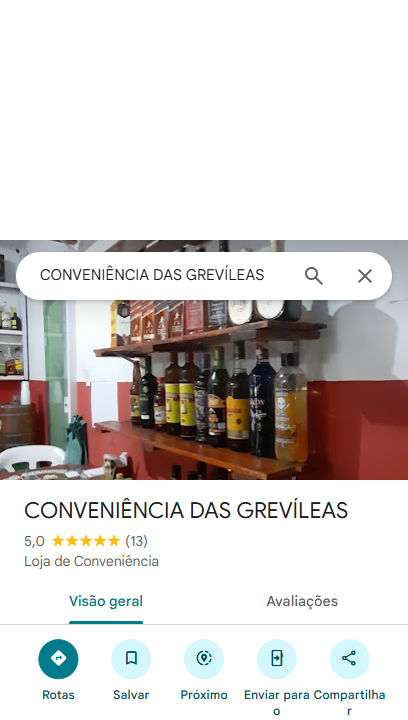 CONVENIÊNCIA DAS GREVÍLEAS
CONVENIÊNCIA DAS GREVÍLEAS
5,0 ★★★★★ (13)
Loja de Conveniência
Visão geral Avaliações
Rotas Salvar Próximo Enviar para o Compartilhar